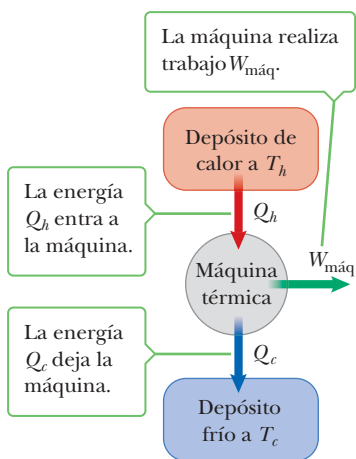 La máquina realiza
trabajo W_máq.
Depósito de
calor a T_h
La energía
Q_h entra a
la máquina.
Q_h
W_máq
Máquina
térmica
La energía
Q_c deja la
máquina.
Q_c
Depósito
frío a T_c